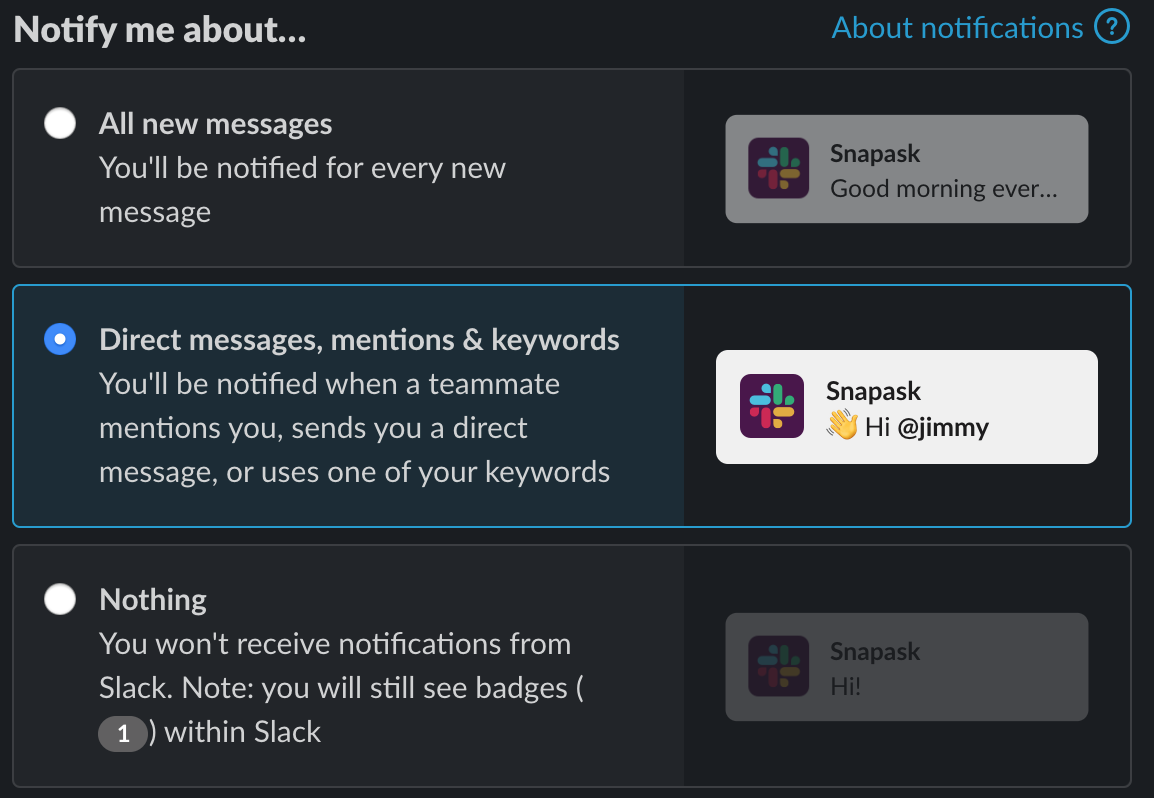 Notify me about...
About notifications ?
All new messages
You'll be notified for every new
message
Snapask
Good morning ever...
Direct messages, mentions & keywords
You'll be notified when a teammate
mentions you, sends you a direct
message, or uses one of your keywords
Snapask
👋 Hi @jimmy
Nothing
You won't receive notifications from
Slack. Note: you will still see badges (
1) within Slack
Snapask
Hi!